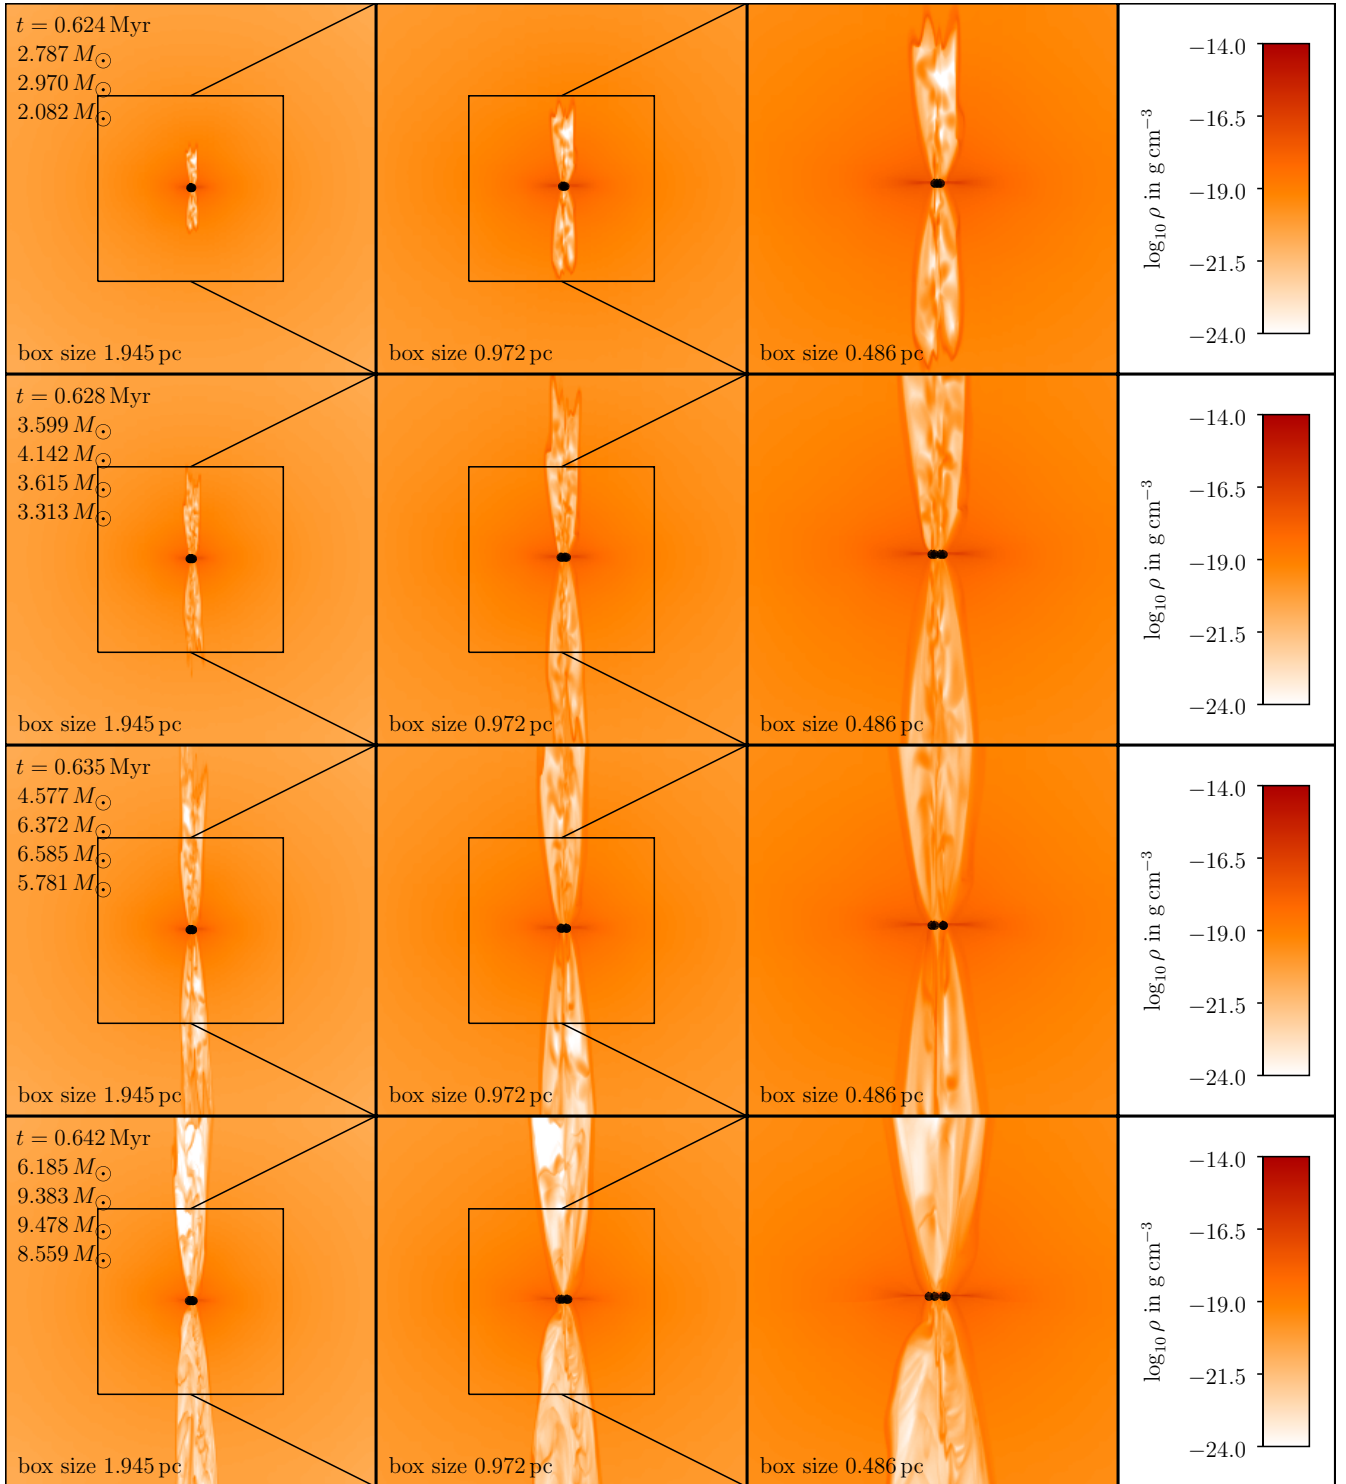 t = 0.624 Myr
2.787 M⊙
2.970 M⊙
2.082 M⊙
box size 1.945 pc
box size 0.972 pc
box size 0.486 pc
log₁₀ ρ in g cm⁻³
−14.0
−16.5
−19.0
−21.5
−24.0
t = 0.628 Myr
3.599 M⊙
4.142 M⊙
3.615 M⊙
3.313 M⊙
box size 1.945 pc
box size 0.972 pc
box size 0.486 pc
log₁₀ ρ in g cm⁻³
−14.0
−16.5
−19.0
−21.5
−24.0
t = 0.635 Myr
4.577 M⊙
6.372 M⊙
6.585 M⊙
5.781 M⊙
box size 1.945 pc
box size 0.972 pc
box size 0.486 pc
log₁₀ ρ in g cm⁻³
−14.0
−16.5
−19.0
−21.5
−24.0
t = 0.642 Myr
6.185 M⊙
9.383 M⊙
9.478 M⊙
8.559 M⊙
box size 1.945 pc
box size 0.972 pc
box size 0.486 pc
log₁₀ ρ in g cm⁻³
−14.0
−16.5
−19.0
−21.5
−24.0